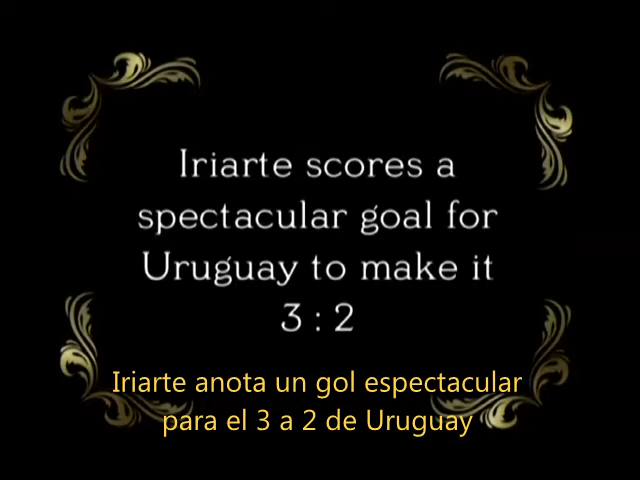 Iriarte scores a
spectacular goal for
Uruguay to make it
3 : 2
Iriarte anota un gol espectacular
para el 3 a 2 de Uruguay